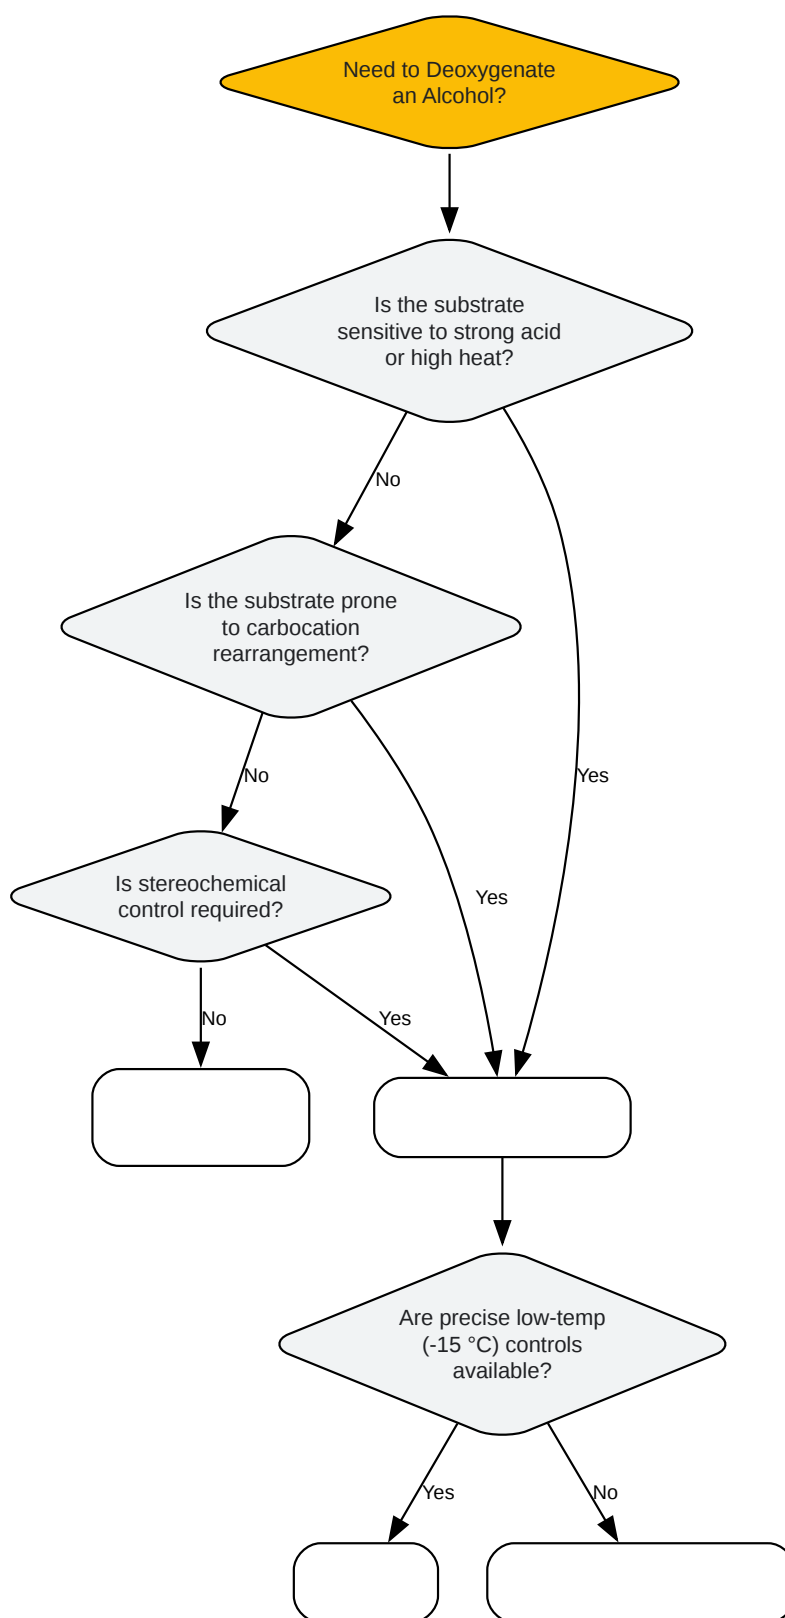 Need to Deoxygenate
an Alcohol?
Is the substrate
sensitive to strong acid
or high heat?
No
Is the substrate prone
to carbocation
rearrangement?
No
Yes
Is stereochemical
control required?
Yes
No
Yes
Are precise low-temp
(-15 °C) controls
available?
Yes
No